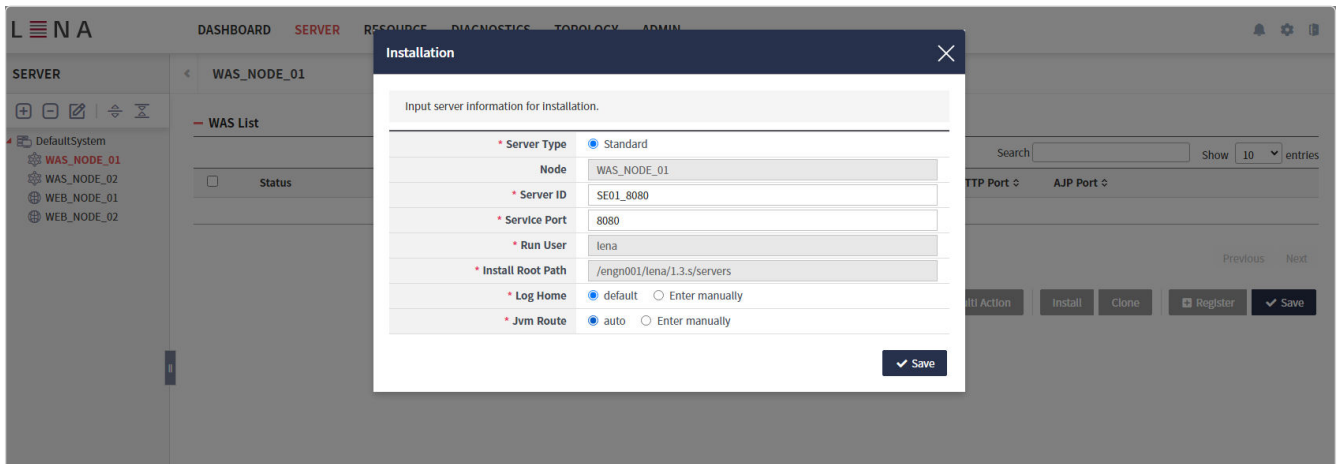 LENA
DASHBOARD SERVER RESOURCE DIAGNOSTICS TOPOLOGY ADMIN
Installation
SERVER
WAS_NODE_01
Input server information for installation.
WAS List
DefaultSystem
WAS_NODE_01
WAS_NODE_02
WEB_NODE_01
WEB_NODE_02
* Server Type Standard
Search Show 10 entries
Node WAS_NODE_01
Status TTP Port AJP Port
* Server ID SE01_8080
* Service Port 8080
* Run User lena
Previous Next
* Install Root Path /engn001/lena/1.3.s/servers
* Log Home default Enter manually
lti Action Install Clone Register Save
* Jvm Route auto Enter manually
Save